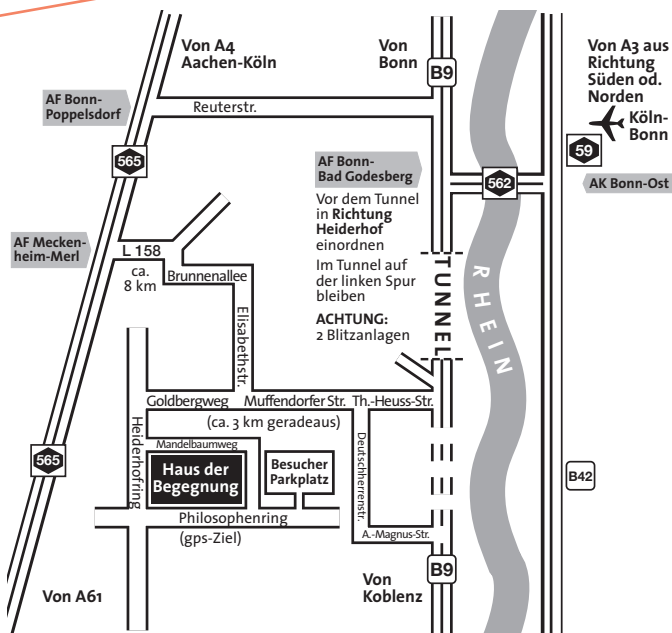 Von A4
Aachen-Köln
Von
Bonn
B9
Von A3 aus
Richtung
Süden od.
Norden
Köln-
Bonn
AF Bonn-
Poppelsdorf
Reuterstr.
565
59
AF Bonn-
Bad Godesberg
562
AK Bonn-Ost
Vor dem Tunnel
in Richtung
Heiderhof
einordnen
Im Tunnel auf
der linken Spur
bleiben
ACHTUNG:
2 Blitzanlagen
AF Mecken-
heim-Merl
L 158
ca.
8 km
Brunnenallee
TUNNEL
RHEIN
Elisabethstr.
Goldbergweg
Muffendorfer Str.
Th.-Heuss-Str.
(ca. 3 km geradeaus)
Heiderhofring
Mandelbaumweg
Deutschherrenstr.
565
Haus der
Begegnung
Besucher
Parkplatz
B42
Philosophenring
(gps-Ziel)
A.-Magnus-Str.
B9
Von A61
Von
Koblenz